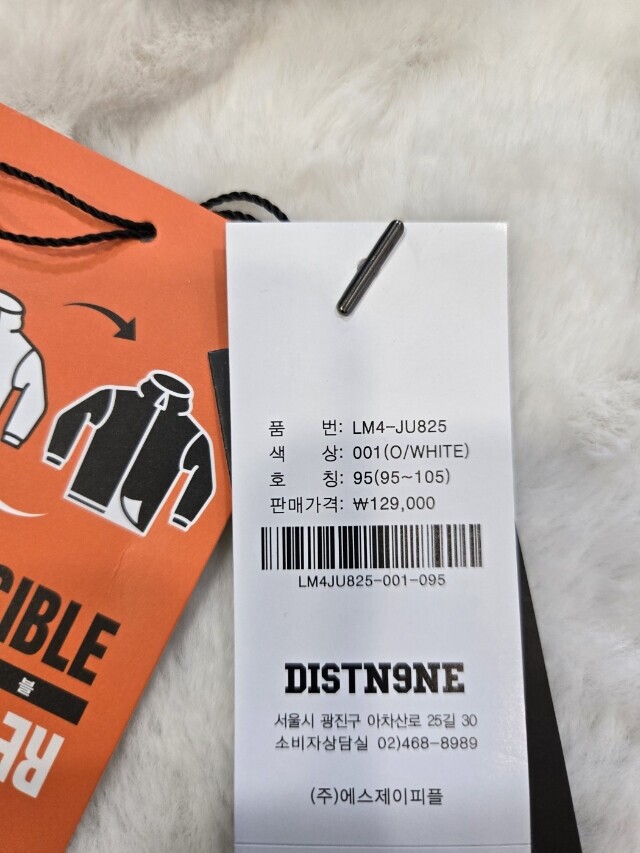 품 번: LM4-JU825
색 상: 001(O/WHITE)
호 칭: 95(95~105)
판매가격: ₩129,000
LM4JU825-001-095
DISTN9NE
서울시 광진구 아차산로 25길 30
소비자상담실 02)468-8989
(주)에스제이피플
CIBLE
블
RE